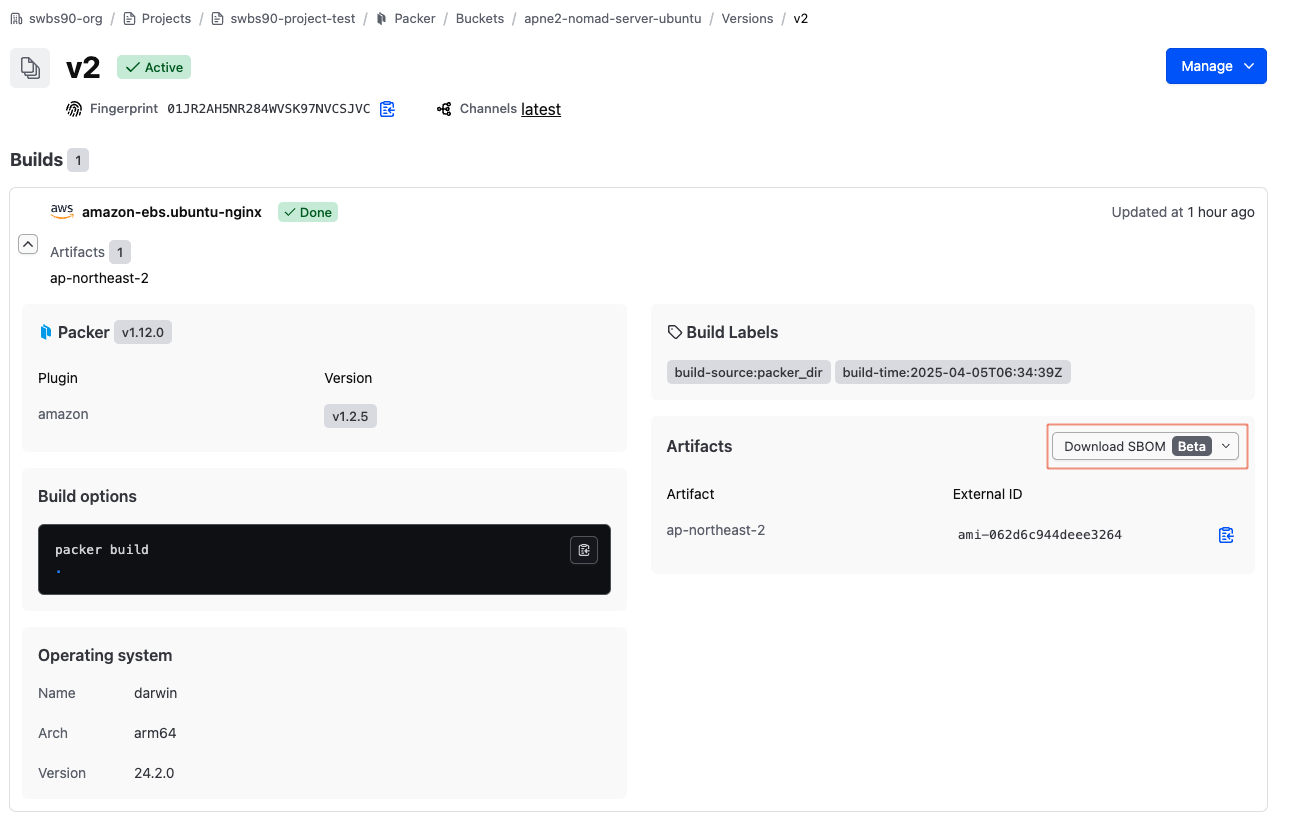 swbs90-org / Projects / swbs90-project-test / Packer / Buckets / apne2-nomad-server-ubuntu / Versions / v2
v2 Active Manage
Fingerprint 01JR2AH5NR284WVSK97NVCSJVC Channels latest
Builds 1
aws amazon-ebs.ubuntu-nginx Done Updated at 1 hour ago
Artifacts 1
ap-northeast-2
Packer v1.12.0
Plugin Version
amazon v1.2.5
Build options
packer build
.
Operating system
Name darwin
Arch arm64
Version 24.2.0
Build Labels
build-source:packer_dir build-time:2025-04-05T06:34:39Z
Artifacts Download SBOM Beta
Artifact External ID
ap-northeast-2 ami-062d6c944deee3264